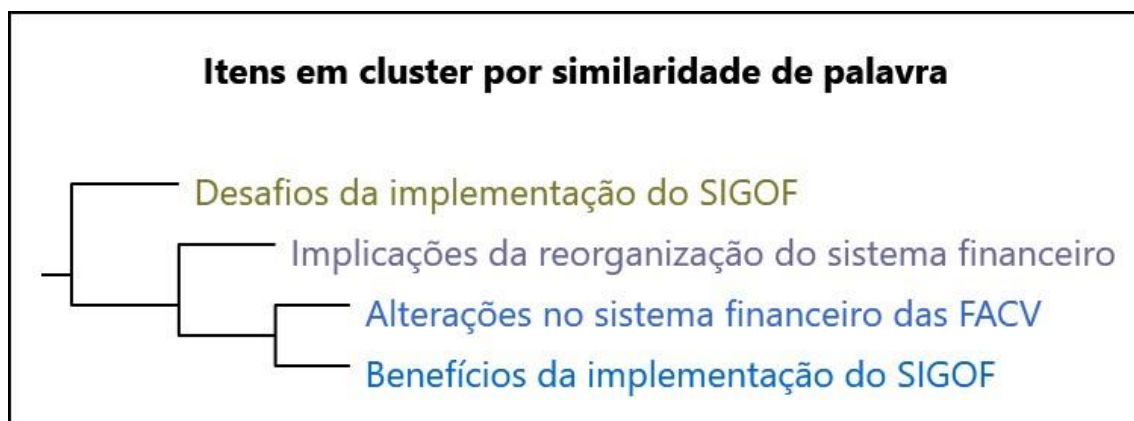 Itens em cluster por similaridade de palavra
Desafios da implementação do SIGOF
Implicações da reorganização do sistema financeiro
Alterações no sistema financeiro das FACV
Benefícios da implementação do SIGOF